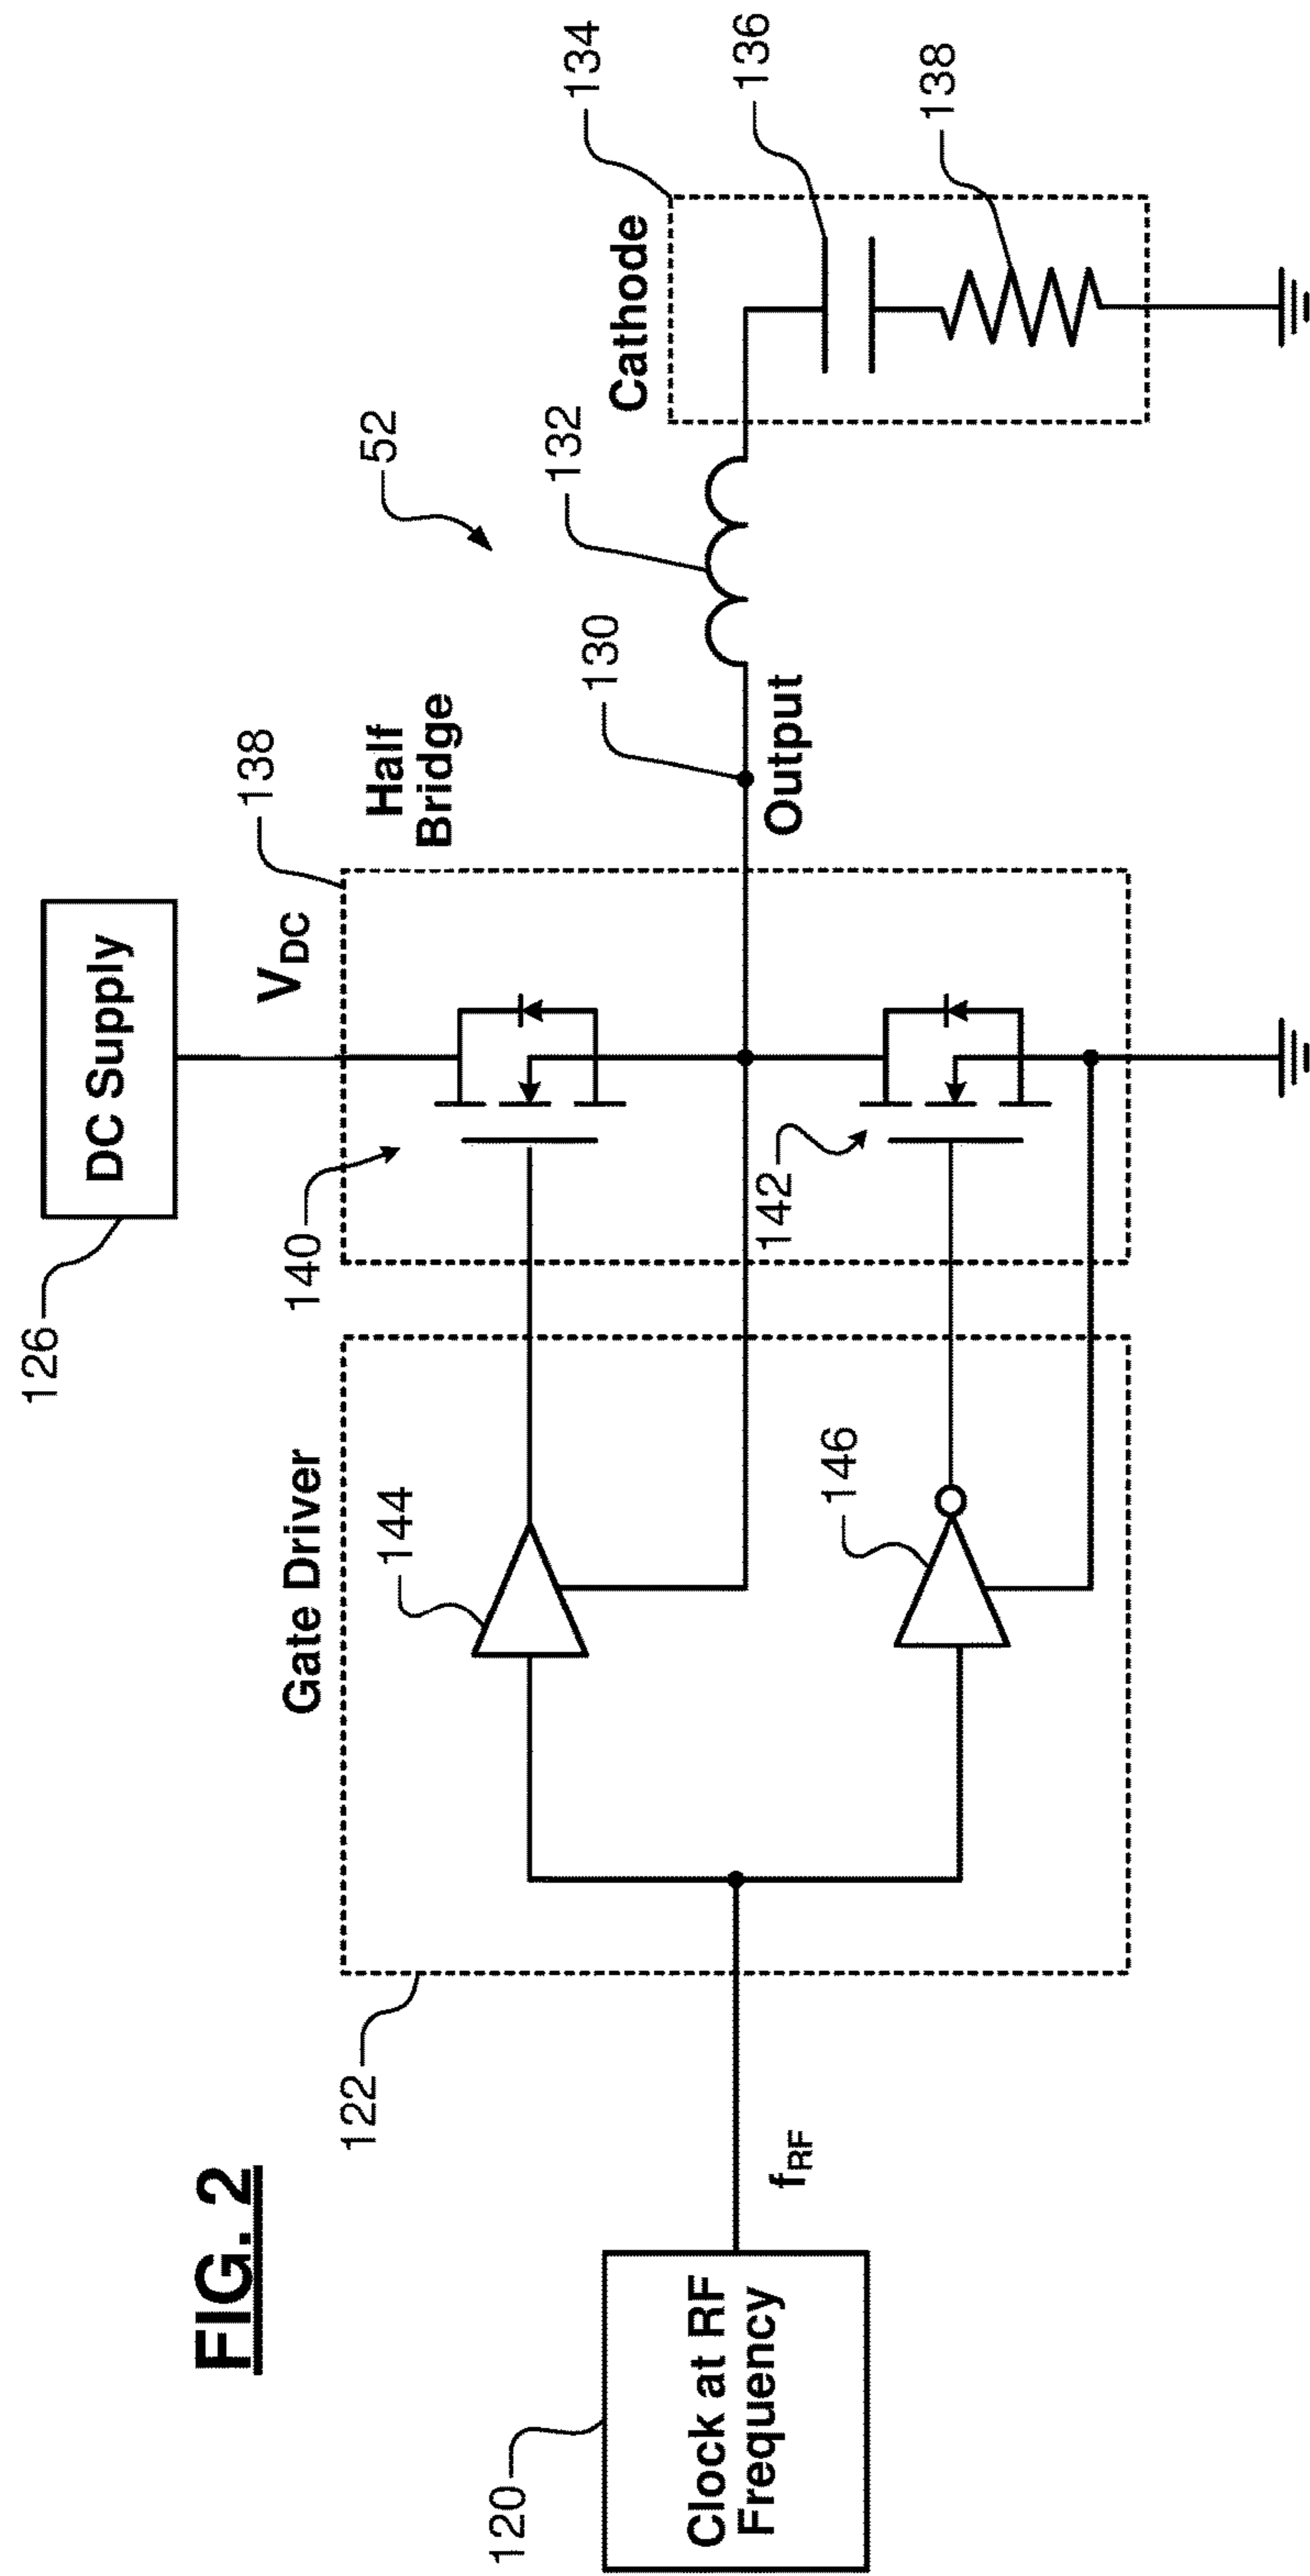 FIG. 2
126
DC Supply
V_DC
138
Half
Bridge
52
134
Cathode
136
132
138
130
Output
140
142
Gate Driver
144
146
122
f_RF
120
Clock at RF
Frequency